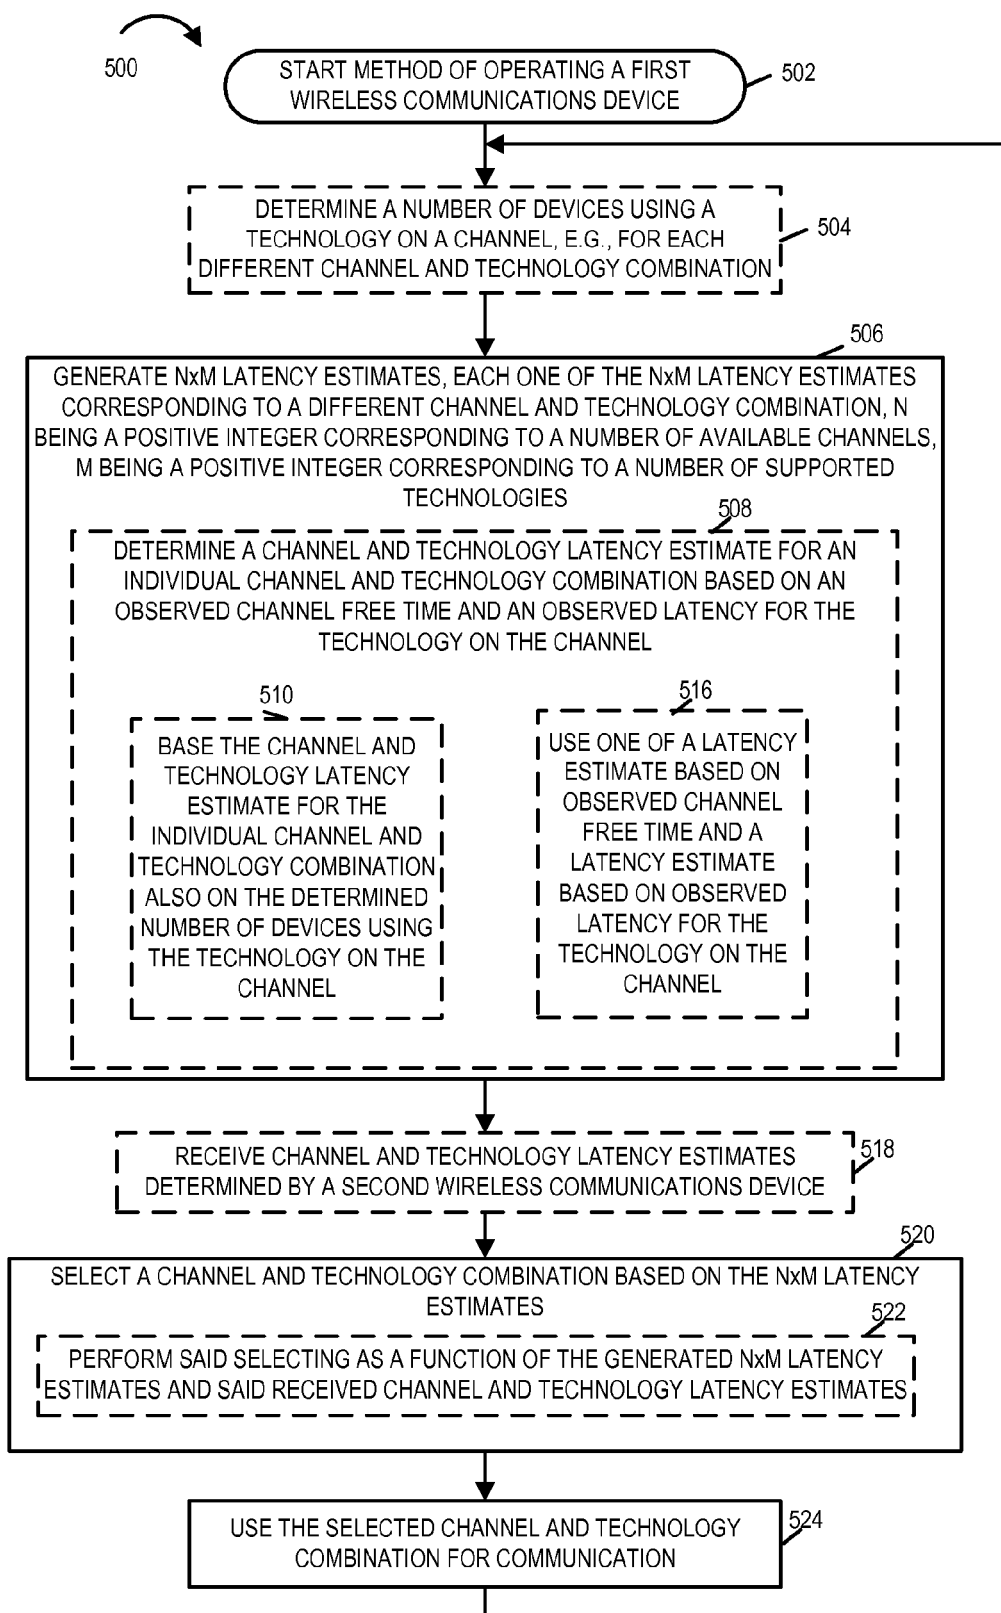 500
START METHOD OF OPERATING A FIRST
WIRELESS COMMUNICATIONS DEVICE
502
DETERMINE A NUMBER OF DEVICES USING A
TECHNOLOGY ON A CHANNEL, E.G., FOR EACH
DIFFERENT CHANNEL AND TECHNOLOGY COMBINATION
504
506
GENERATE NxM LATENCY ESTIMATES, EACH ONE OF THE NxM LATENCY ESTIMATES
CORRESPONDING TO A DIFFERENT CHANNEL AND TECHNOLOGY COMBINATION, N
BEING A POSITIVE INTEGER CORRESPONDING TO A NUMBER OF AVAILABLE CHANNELS,
M BEING A POSITIVE INTEGER CORRESPONDING TO A NUMBER OF SUPPORTED
TECHNOLOGIES
508
DETERMINE A CHANNEL AND TECHNOLOGY LATENCY ESTIMATE FOR AN
INDIVIDUAL CHANNEL AND TECHNOLOGY COMBINATION BASED ON AN
OBSERVED CHANNEL FREE TIME AND AN OBSERVED LATENCY FOR THE
TECHNOLOGY ON THE CHANNEL
510
BASE THE CHANNEL AND
TECHNOLOGY LATENCY
ESTIMATE FOR THE
INDIVIDUAL CHANNEL AND
TECHNOLOGY COMBINATION
ALSO ON THE DETERMINED
NUMBER OF DEVICES USING
THE TECHNOLOGY ON THE
CHANNEL
516
USE ONE OF A LATENCY
ESTIMATE BASED ON
OBSERVED CHANNEL
FREE TIME AND A
LATENCY ESTIMATE
BASED ON OBSERVED
LATENCY FOR THE
TECHNOLOGY ON THE
CHANNEL
RECEIVE CHANNEL AND TECHNOLOGY LATENCY ESTIMATES
DETERMINED BY A SECOND WIRELESS COMMUNICATIONS DEVICE
518
520
SELECT A CHANNEL AND TECHNOLOGY COMBINATION BASED ON THE NxM LATENCY
ESTIMATES
522
PERFORM SAID SELECTING AS A FUNCTION OF THE GENERATED NxM LATENCY
ESTIMATES AND SAID RECEIVED CHANNEL AND TECHNOLOGY LATENCY ESTIMATES
USE THE SELECTED CHANNEL AND TECHNOLOGY
COMBINATION FOR COMMUNICATION
524